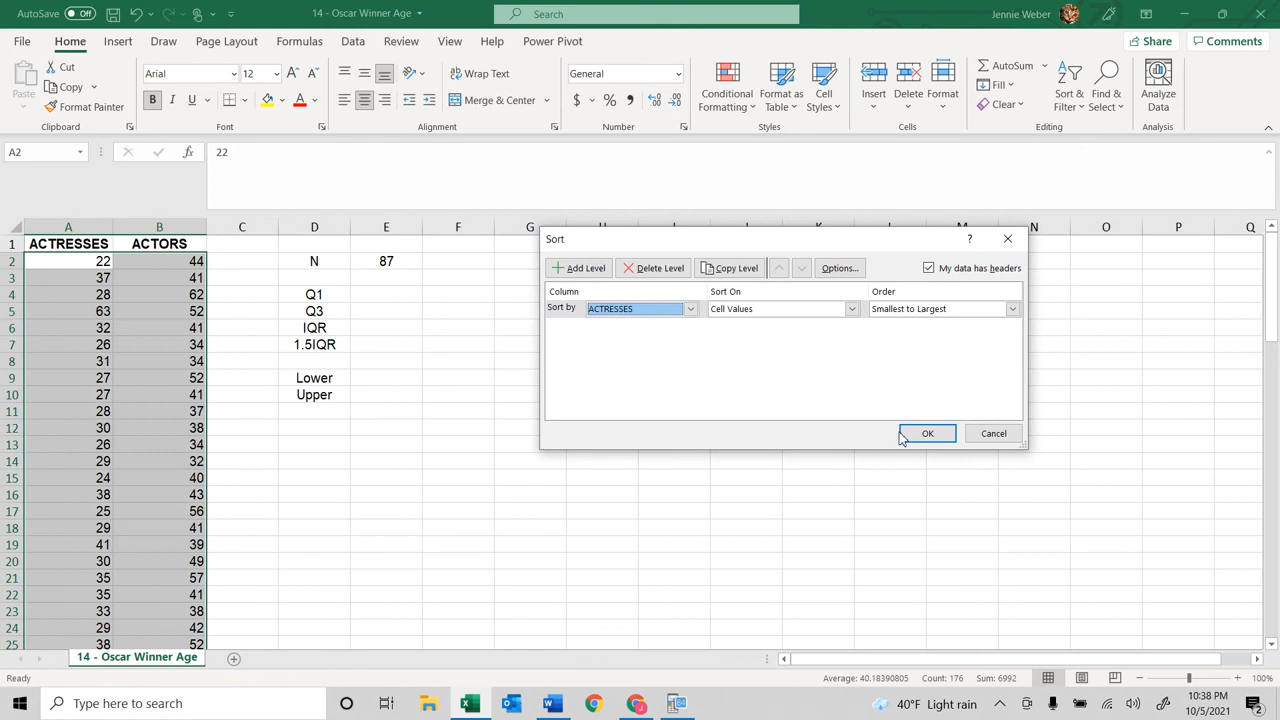 AutoSave Off 14 - Oscar Winner Age Search Jennie Weber
File Home Insert Draw Page Layout Formulas Data Review View Help Power Pivot Share Comments
Paste Cut Copy Format Painter
Arial 12
B I U A A A
Wrap Text
Merge & Center
General
$ % 9
Conditional Formatting Format as Table Cell Styles
Insert Delete Format
AutoSum Fill Clear
Sort & Filter Find & Select
Analyze Data
Clipboard Font Alignment Number Styles Cells Editing Analysis
A2 fx 22
A B C D E F G H I J K L M N O P Q
1 ACTRESSES ACTORS
2 22 44 N 87
3 37 41
4 28 62 Q1
5 63 52 Q3
6 32 41 IQR
7 26 34 1.5IQR
8 31 34
9 27 52 Lower
10 27 41 Upper
11 28 37
12 30 38
13 26 34
14 29 32
15 24 40
16 38 43
17 25 56
18 29 41
19 41 39
20 30 49
21 35 57
22 35 41
23 33 38
24 29 42
25 38 52
Sort ?
Add Level Delete Level Copy Level Options... My data has headers
Column Sort On Order
Sort by ACTRESSES Cell Values Smallest to Largest
OK Cancel
14 - Oscar Winner Age
Ready Average: 40.18390805 Count: 176 Sum: 6992 100%
Type here to search 40°F Light rain 10:38 PM
10/5/2021 2